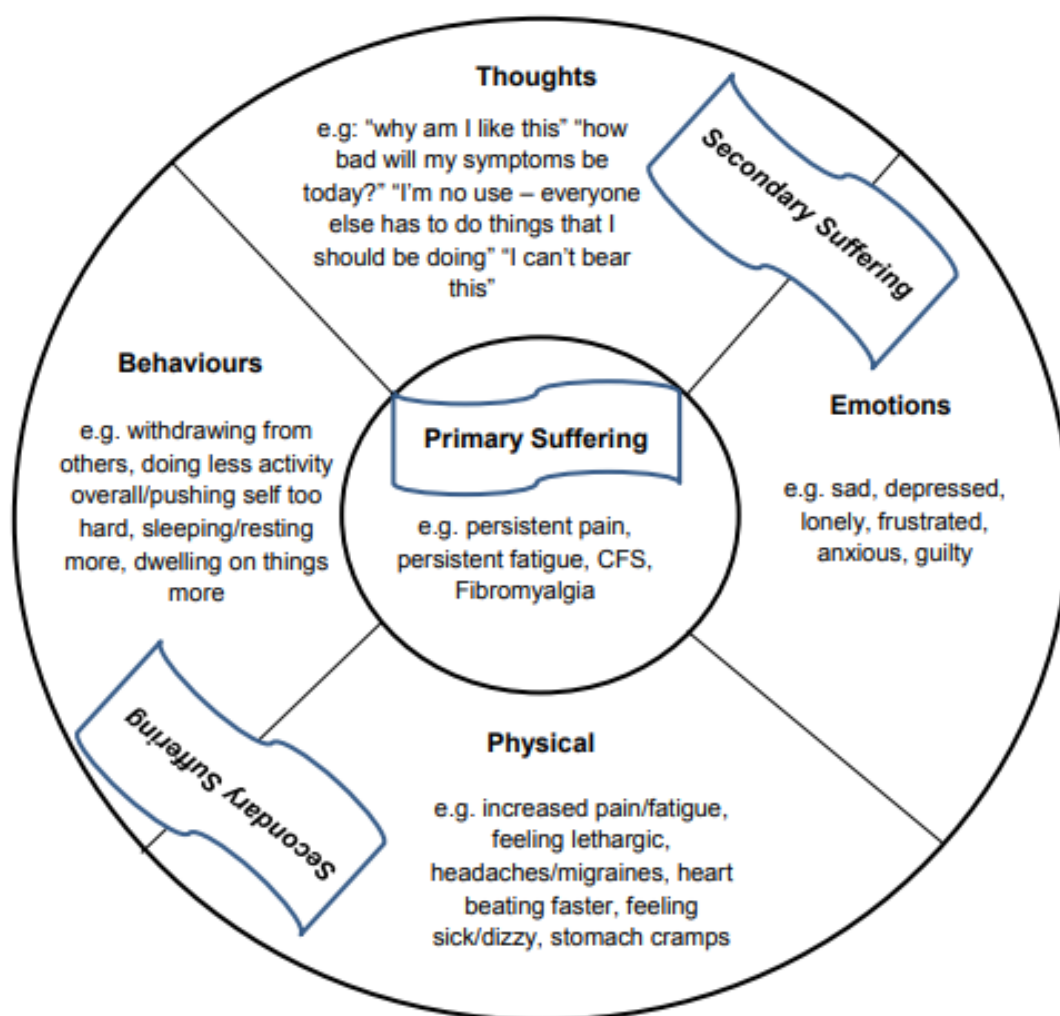 Thoughts
e.g: “why am I like this” “how
bad will my symptoms be
today?” “I’m no use – everyone
else has to do things that I
should be doing” “I can’t bear
this”
Secondary Suffering
Behaviours
e.g. withdrawing from
others, doing less activity
overall/pushing self too
hard, sleeping/resting
more, dwelling on things
more
Primary Suffering
e.g. persistent pain,
persistent fatigue, CFS,
Fibromyalgia
Emotions
e.g. sad, depressed,
lonely, frustrated,
anxious, guilty
Secondary Suffering
Physical
e.g. increased pain/fatigue,
feeling lethargic,
headaches/migraines, heart
beating faster, feeling
sick/dizzy, stomach cramps